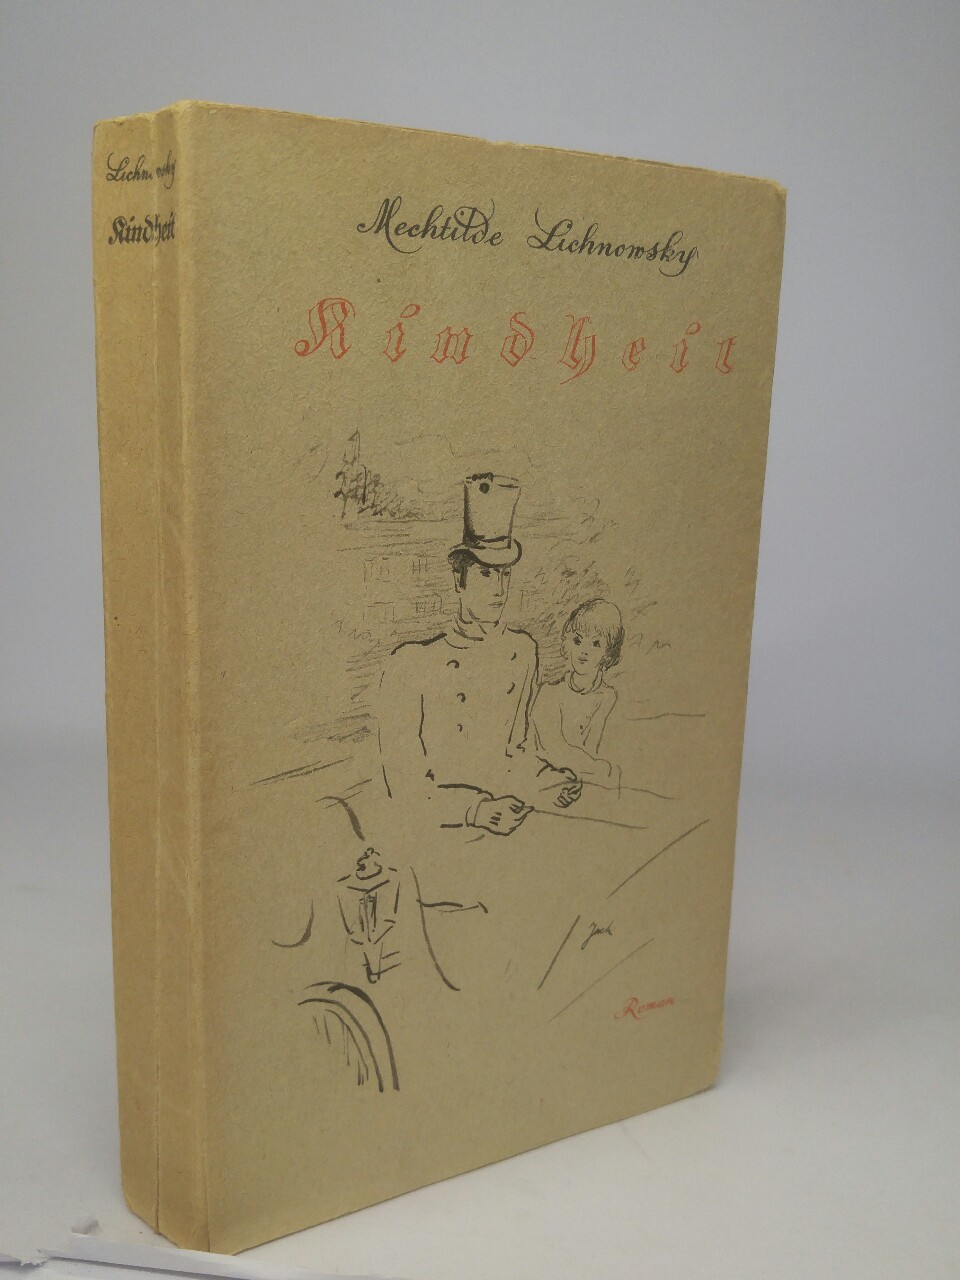 Lichnowsky
Kindheit
Mechtilde Lichnowsky
Kindheit
Roman